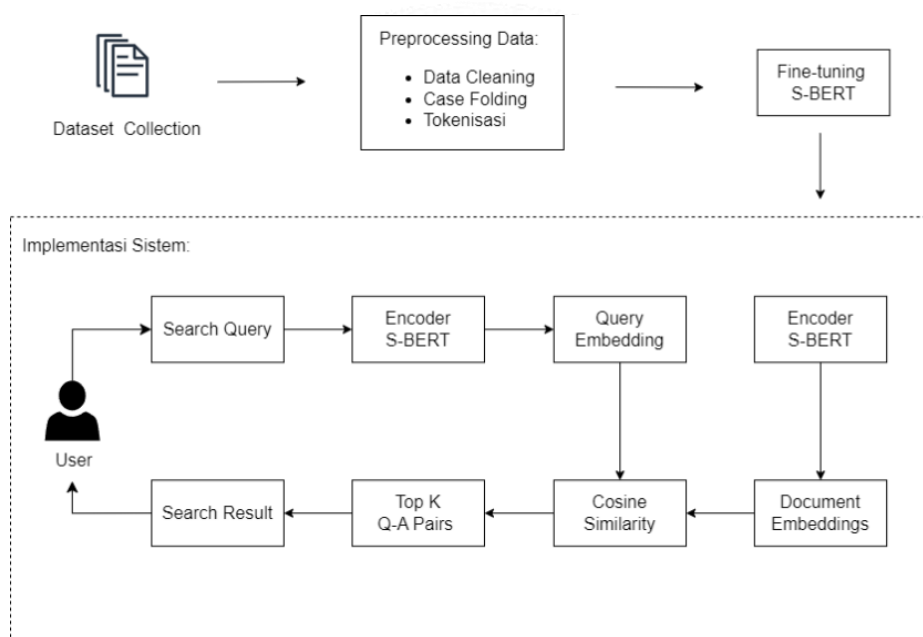 Dataset Collection
Preprocessing Data:
• Data Cleaning
• Case Folding
• Tokenisasi
Fine-tuning
S-BERT
Implementasi Sistem:
Search Query
Encoder
S-BERT
Query
Embedding
Encoder
S-BERT
User
Search Result
Top K
Q-A Pairs
Cosine
Similarity
Document
Embeddings